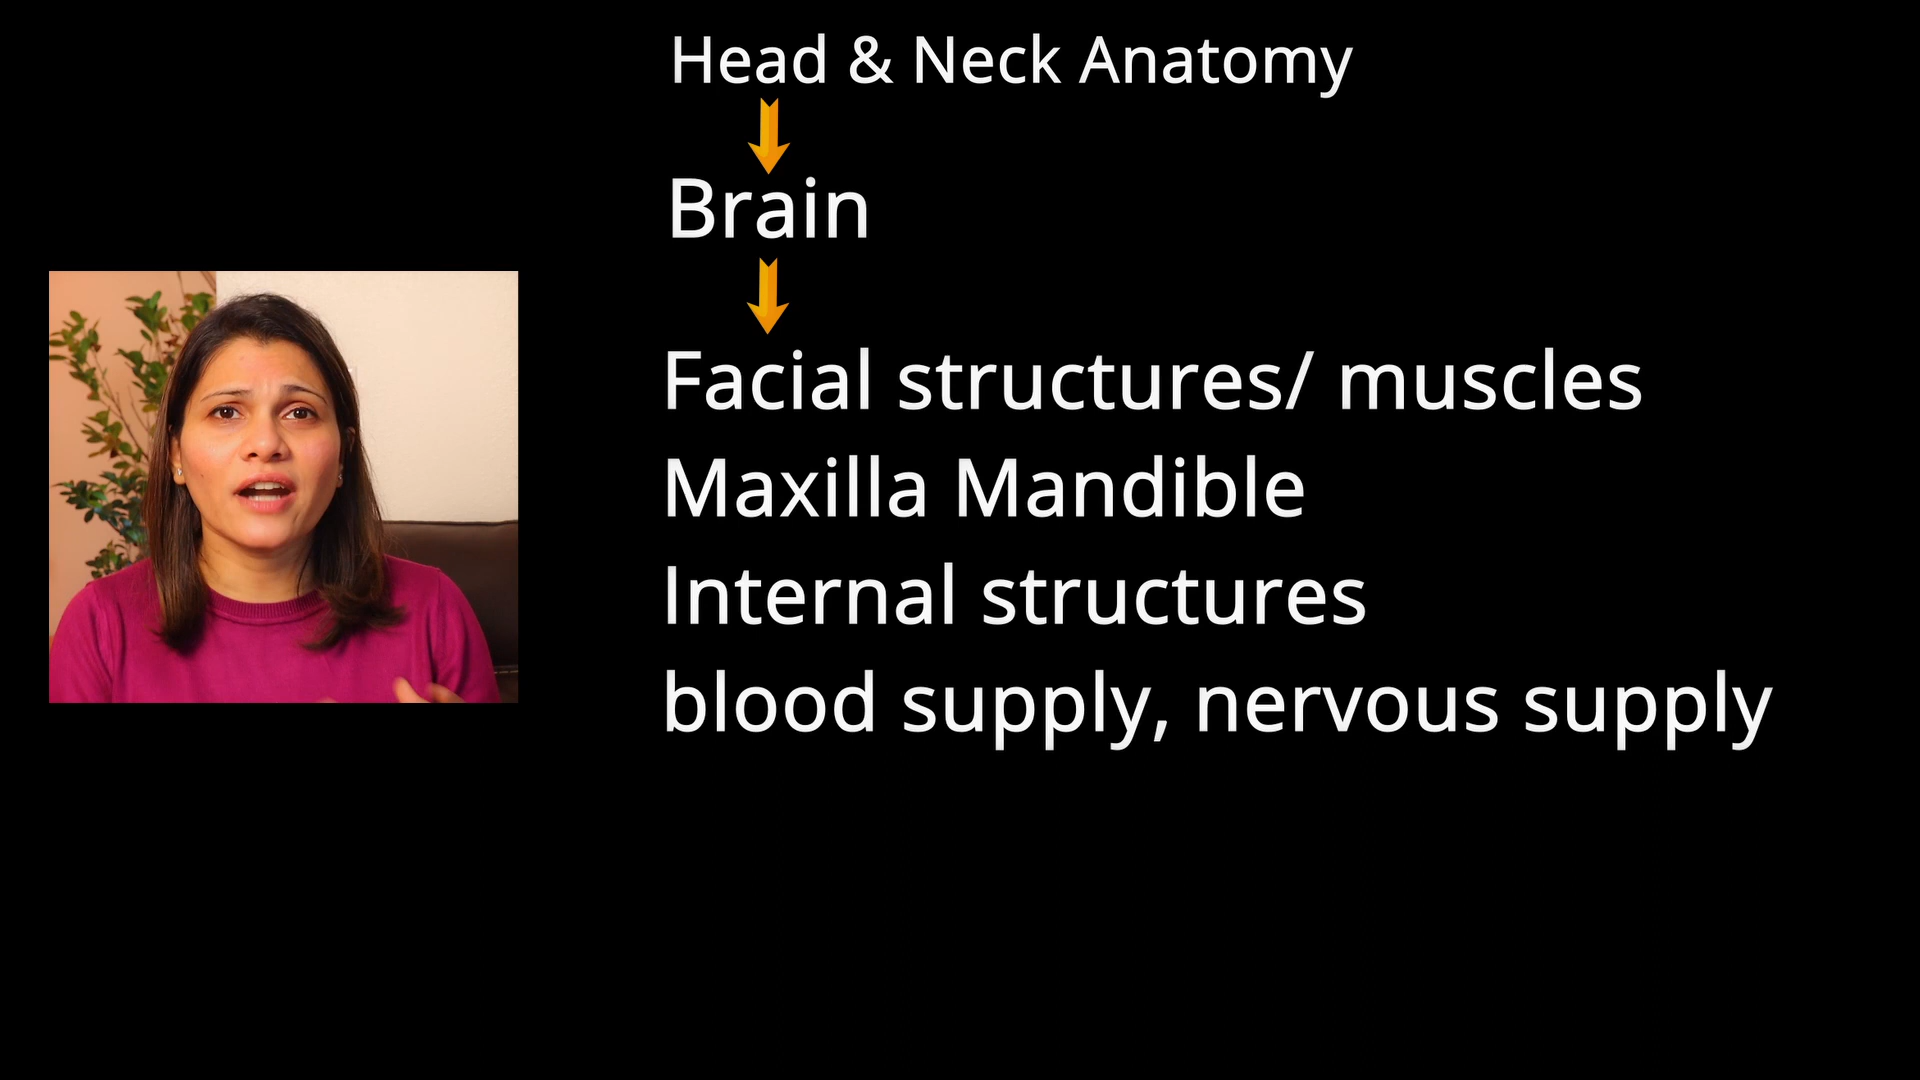 Head & Neck Anatomy
Brain
Facial structures/ muscles
Maxilla Mandible
Internal structures
blood supply, nervous supply